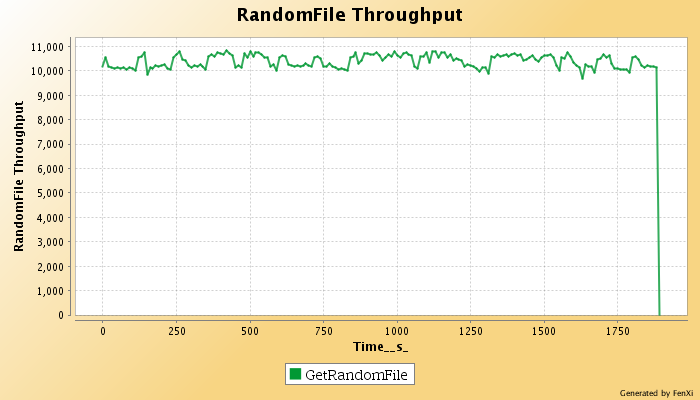 RandomFile Throughput
RandomFile Throughput
11,000
10,000
9,000
8,000
7,000
6,000
5,000
4,000
3,000
2,000
1,000
0
0 250 500 750 1000 1250 1500 1750
Time__s_
GetRandomFile
Generated by FenXi